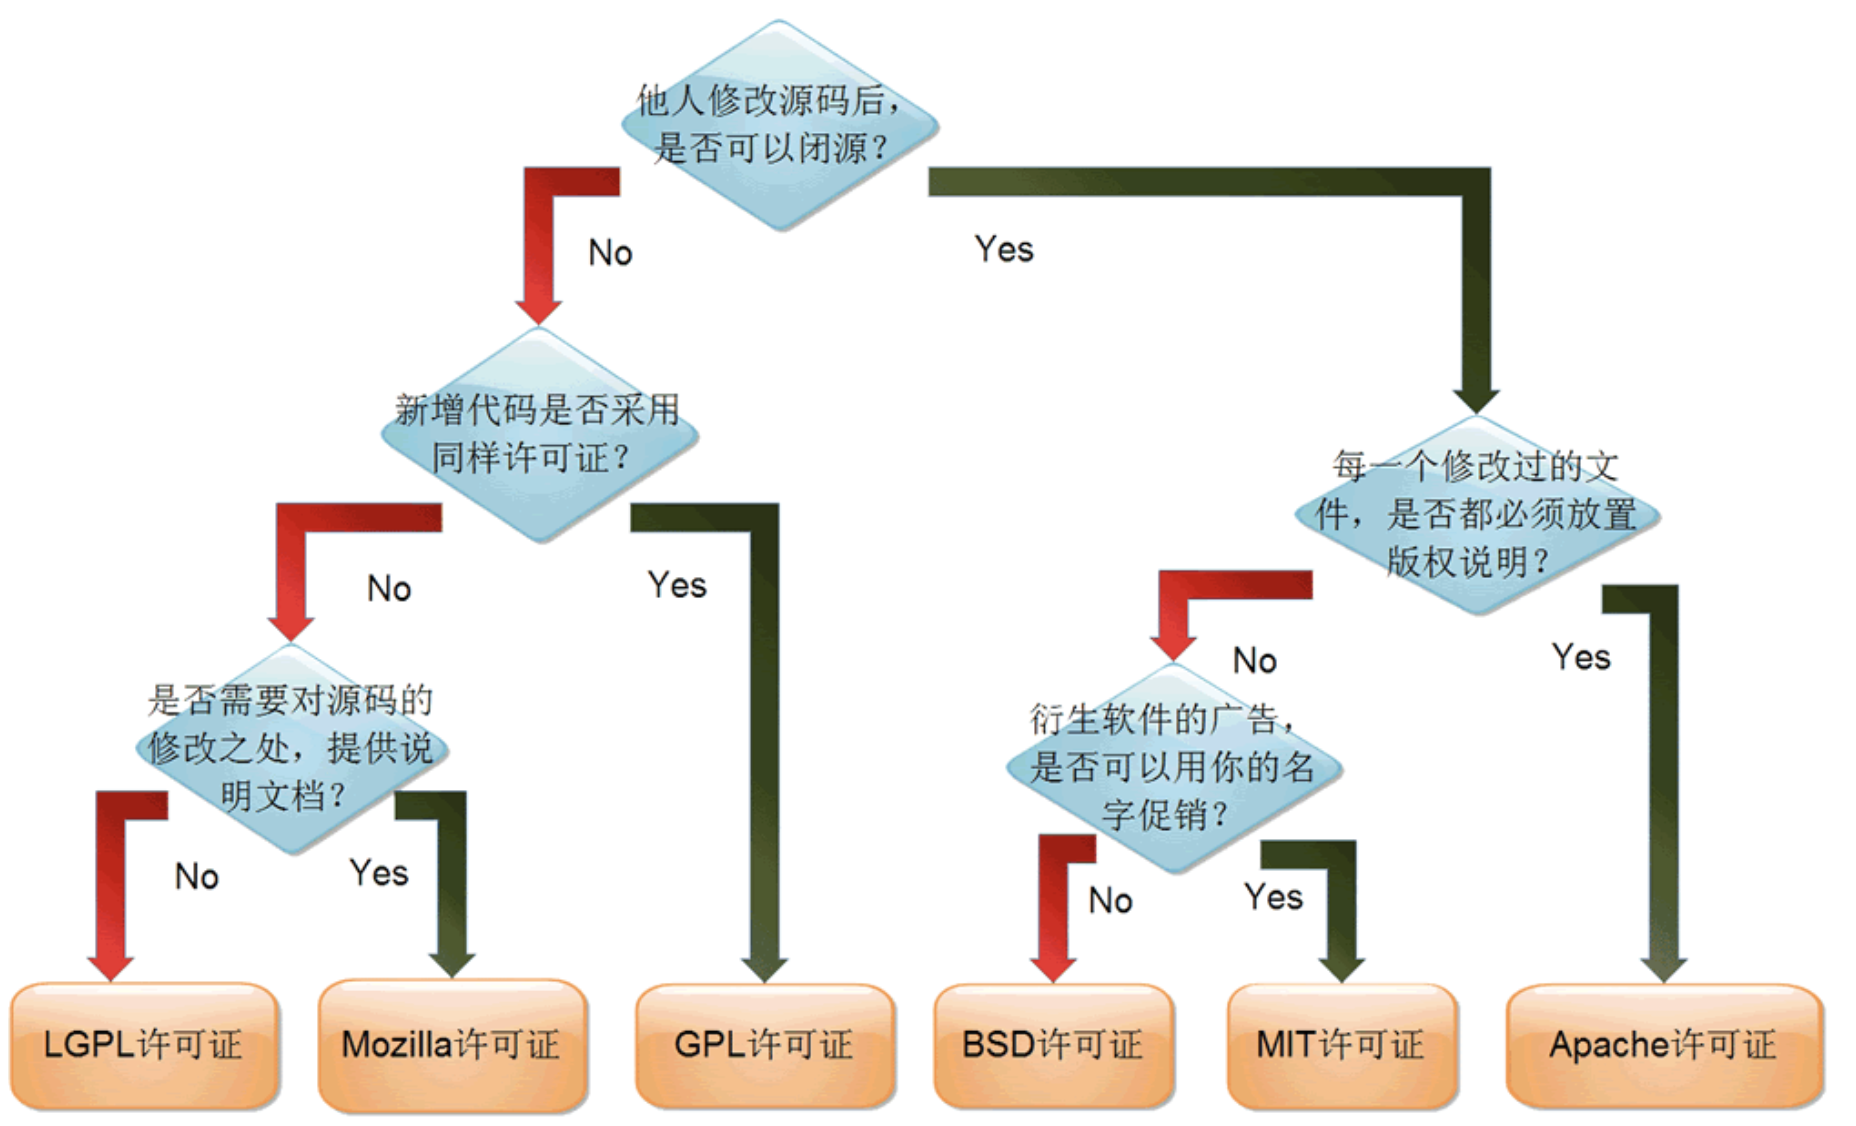 他人修改源码后，
是否可以闭源？
No
Yes
新增代码是否采用
同样许可证？
每一个修改过的文
件，是否都必须放置
版权说明？
No
Yes
No
Yes
是否需要对源码的
修改之处，提供说
明文档？
衍生软件的广告，
是否可以用你的名
字促销？
No
Yes
No
Yes
LGPL许可证
Mozilla许可证
GPL许可证
BSD许可证
MIT许可证
Apache许可证